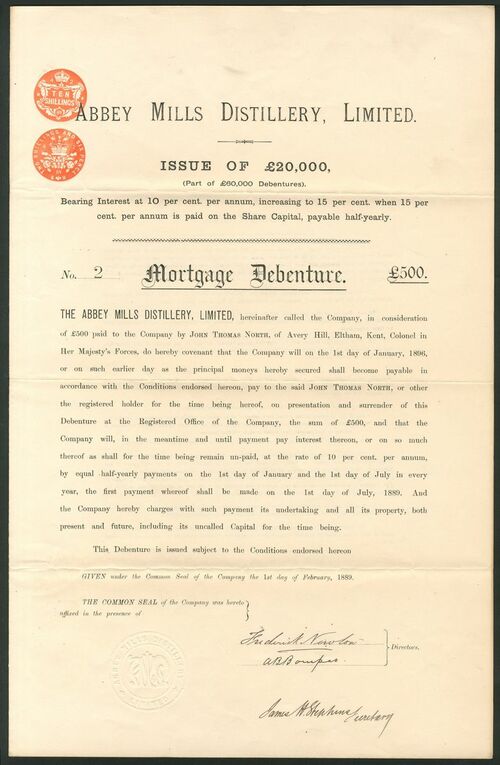 TEN
SHILLINGS
TWO SHILLINGS AND SIX PENCE
ABBEY MILLS DISTILLERY, LIMITED.
ISSUE OF £20,000,
(Part of £60,000 Debentures).
Bearing Interest at 10 per cent. per annum, increasing to 15 per cent. when 15 per
cent. per annum is paid on the Share Capital, payable half-yearly.
No. 2 Mortgage Debenture. £500.
THE ABBEY MILLS DISTILLERY, LIMITED, hereinafter called the Company, in consideration
of £500 paid to the Company by JOHN THOMAS NORTH, of Avery Hill, Eltham, Kent, Colonel in
Her Majesty's Forces, do hereby covenant that the Company will on the 1st day of January, 1896,
or on such earlier day as the principal moneys hereby secured shall become payable in
accordance with the Conditions endorsed hereon, pay to the said JOHN THOMAS NORTH, or other
the registered holder for the time being hereof, on presentation and surrender of this
Debenture at the Registered Office of the Company, the sum of £500, and that the
Company will, in the meantime and until payment pay interest thereon, or on so much
thereof as shall for the time being remain un-paid, at the rate of 10 per cent. per annum,
by equal half-yearly payments on the 1st day of January and the 1st day of July in every
year, the first payment whereof shall be made on the 1st day of July, 1889. And
the Company hereby charges with such payment its undertaking and all its property, both
present and future, including its uncalled Capital for the time being.
This Debenture is issued subject to the Conditions endorsed hereon
GIVEN under the Common Seal of the Company the 1st day of February, 1889.
THE COMMON SEAL of the Company was hereto
affixed in the presence of
Frederick Newton
Directors.
ABBEY MILLS DISTILLERY
LIMITED
James H. Stephens Secretary